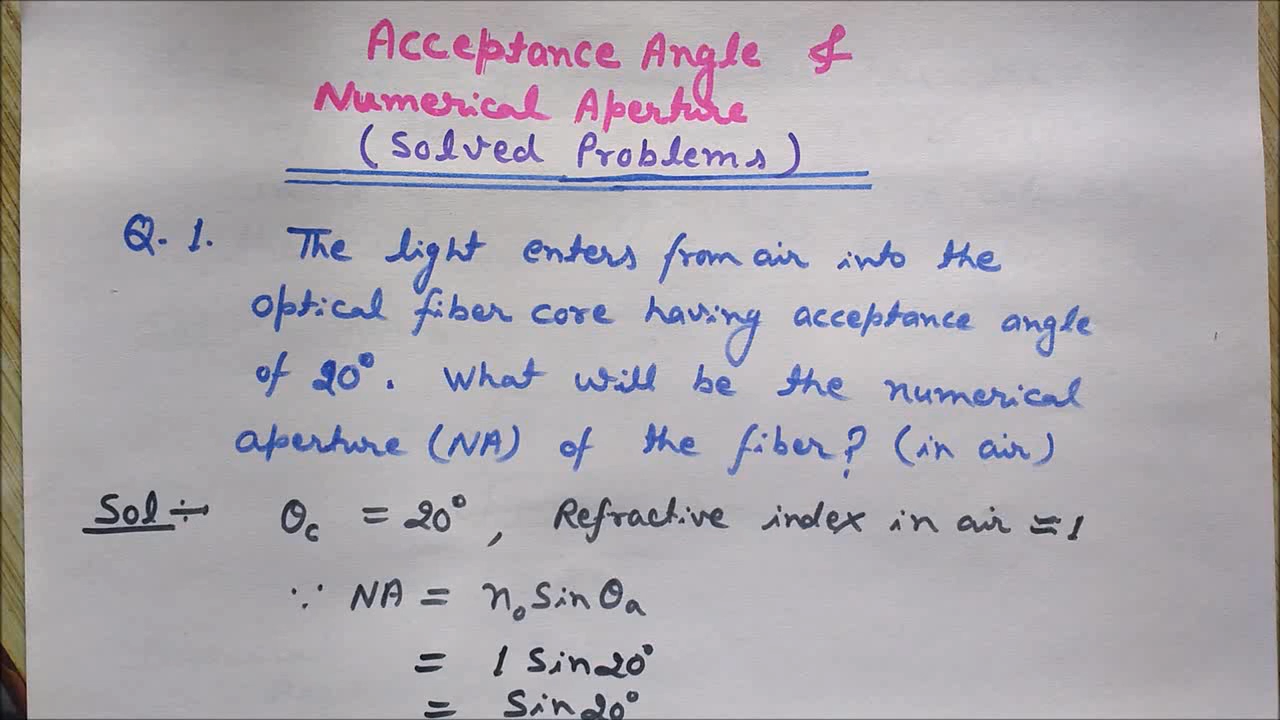 Acceptance Angle &
Numerical Aperture
(Solved Problems)
Q. 1. The light enters from air into the
optical fiber core having acceptance angle
of 20°. What will be the numerical
aperture (NA) of the fiber? (in air)
Sol ÷ θc = 20°, Refractive index in air = 1
∵ NA = n₀ Sin θa
= 1 Sin 20°
= Sin 20°